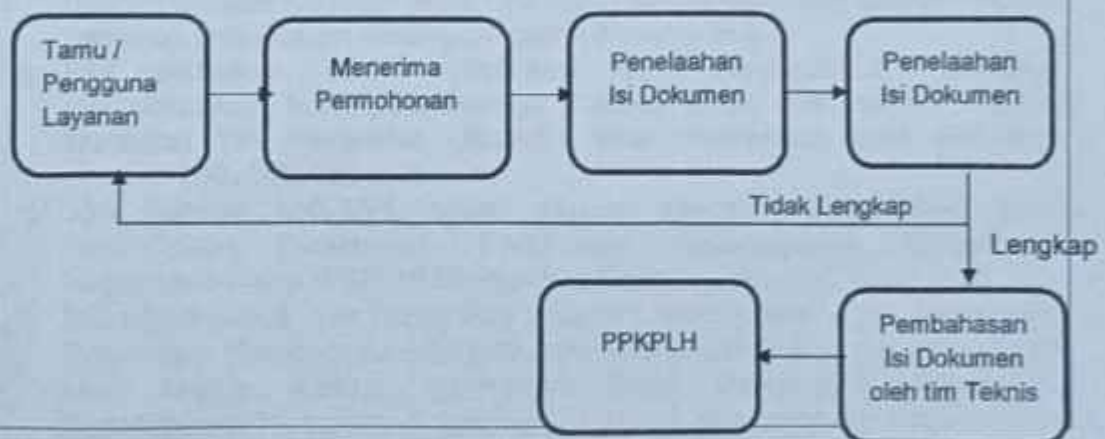 Tamu /
Pengguna
Layanan
Menerima
Permohonan
Penelaahan
Isi Dokumen
Penelaahan
Isi Dokumen
Tidak Lengkap
Lengkap
PPKPLH
Pembahasan
Isi Dokumen
oleh tim Teknis